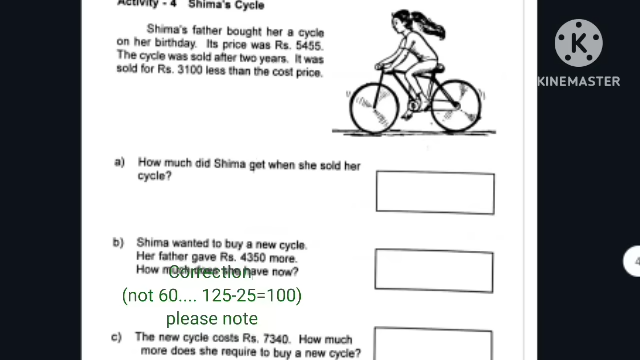 Activity - 4 Shima's Cycle
Shima's father bought her a cycle
on her birthday. Its price was Rs. 5455.
The cycle was sold after two years. It was
sold for Rs. 3100 less than the cost price.
KINEMASTER
a) How much did Shima get when she sold her
cycle?
b) Shima wanted to buy a new cycle.
Her father gave Rs. 4350 more.
How much does she have now?
Correction
(not 60.... 125-25=100)
please note
4
c) The new cycle costs Rs. 7340. How much
more does she require to buy a new cycle?